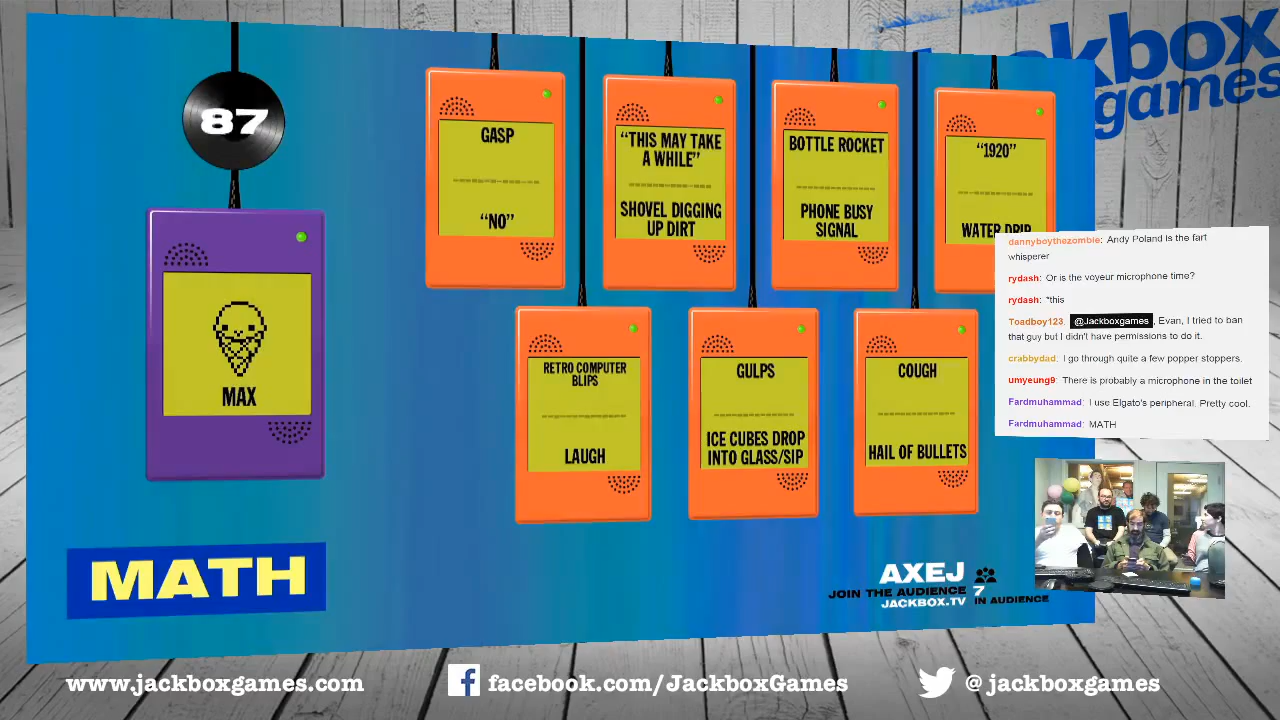 Jackbox
games
87
MAX
MATH
GASP
“NO”
“THIS MAY TAKE
A WHILE”
SHOVEL DIGGING
UP DIRT
BOTTLE ROCKET
PHONE BUSY
SIGNAL
“1920”
WATER DRIP
RETRO COMPUTER
BLIPS
LAUGH
GULPS
ICE CUBES DROP
INTO GLASS/SIP
COUGH
HAIL OF BULLETS
dannyboythezombie: Andy Poland is the fart
whisperer
rydash: Or is the voyeur microphone time?
rydash: *this
Toadboy123: @Jackboxgames, Evan, I tried to ban
that guy but I didn't have permissions to do it.
crabbydad: I go through quite a few popper stoppers.
umyeung9: There is probably a microphone in the toilet
Fardmuhammad: I use Elgato's peripheral. Pretty cool.
Fardmuhammad: MATH
AXEJ
JOIN THE AUDIENCE
JACKBOX.TV
7
IN AUDIENCE
www.jackboxgames.com
facebook.com/JackboxGames
@jackboxgames